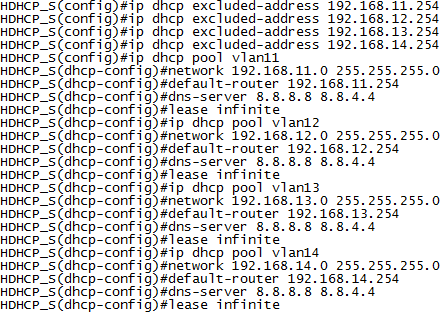 HDHCP_S(config)#ip dhcp excluded-address 192.168.11.254
HDHCP_S(config)#ip dhcp excluded-address 192.168.12.254
HDHCP_S(config)#ip dhcp excluded-address 192.168.13.254
HDHCP_S(config)#ip dhcp excluded-address 192.168.14.254
HDHCP_S(config)#ip dhcp pool vlan11
HDHCP_S(dhcp-config)#network 192.168.11.0 255.255.255.0
HDHCP_S(dhcp-config)#default-router 192.168.11.254
HDHCP_S(dhcp-config)#dns-server 8.8.8.8 8.8.4.4
HDHCP_S(dhcp-config)#lease infinite
HDHCP_S(dhcp-config)#ip dhcp pool vlan12
HDHCP_S(dhcp-config)#network 192.168.12.0 255.255.255.0
HDHCP_S(dhcp-config)#default-router 192.168.12.254
HDHCP_S(dhcp-config)#dns-server 8.8.8.8 8.8.4.4
HDHCP_S(dhcp-config)#lease infinite
HDHCP_S(dhcp-config)#ip dhcp pool vlan13
HDHCP_S(dhcp-config)#network 192.168.13.0 255.255.255.0
HDHCP_S(dhcp-config)#default-router 192.168.13.254
HDHCP_S(dhcp-config)#dns-server 8.8.8.8 8.8.4.4
HDHCP_S(dhcp-config)#lease infinite
HDHCP_S(dhcp-config)#ip dhcp pool vlan14
HDHCP_S(dhcp-config)#network 192.168.14.0 255.255.255.0
HDHCP_S(dhcp-config)#default-router 192.168.14.254
HDHCP_S(dhcp-config)#dns-server 8.8.8.8 8.8.4.4
HDHCP_S(dhcp-config)#lease infinite